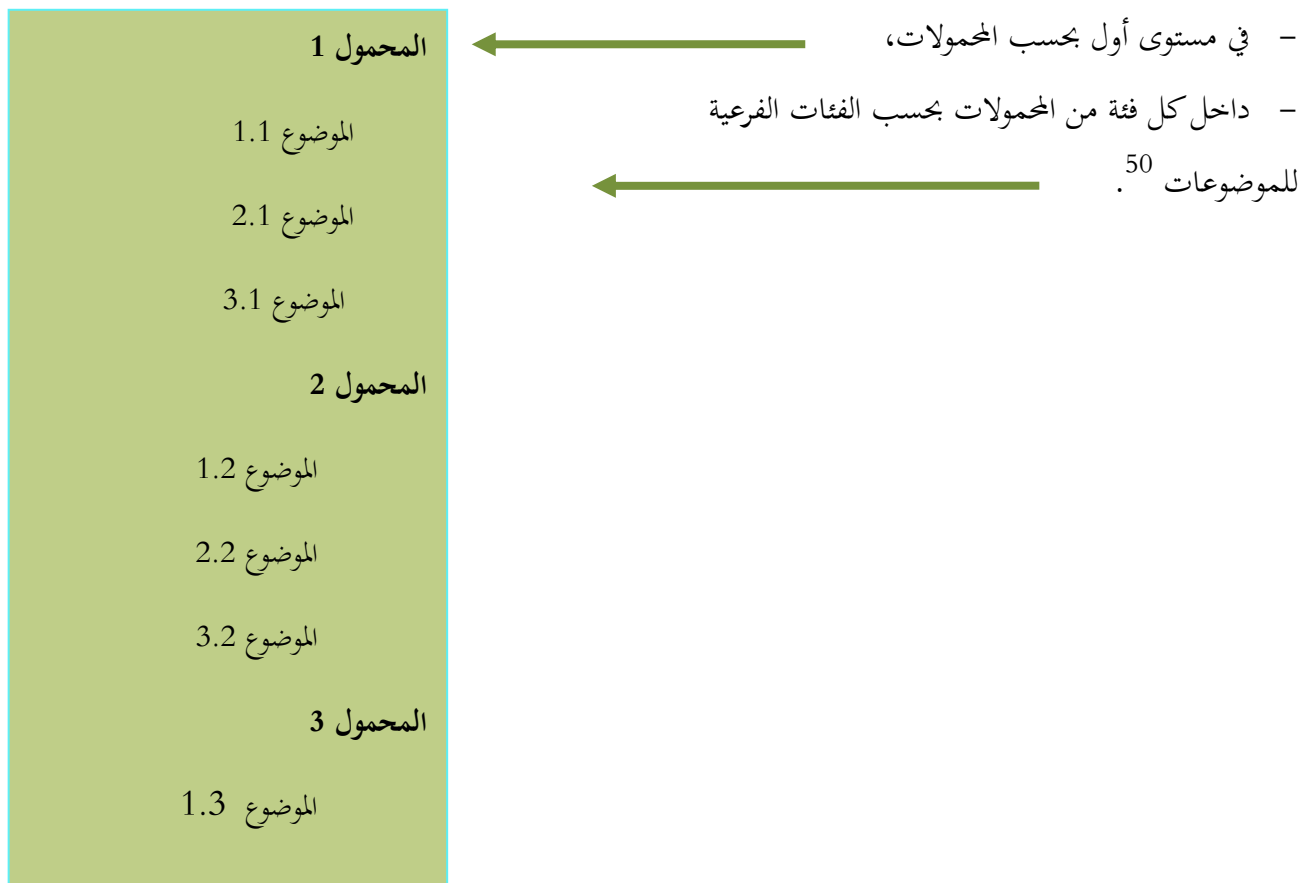 – في مستوى أول بحسب المحمولات،
– داخل كل فئة من المحمولات بحسب الفئات الفرعية
للموضوعات 50.
المحمول 1
الموضوع 1.1
الموضوع 2.1
الموضوع 3.1
المحمول 2
الموضوع 1.2
الموضوع 2.2
الموضوع 3.2
المحمول 3
الموضوع 1.3